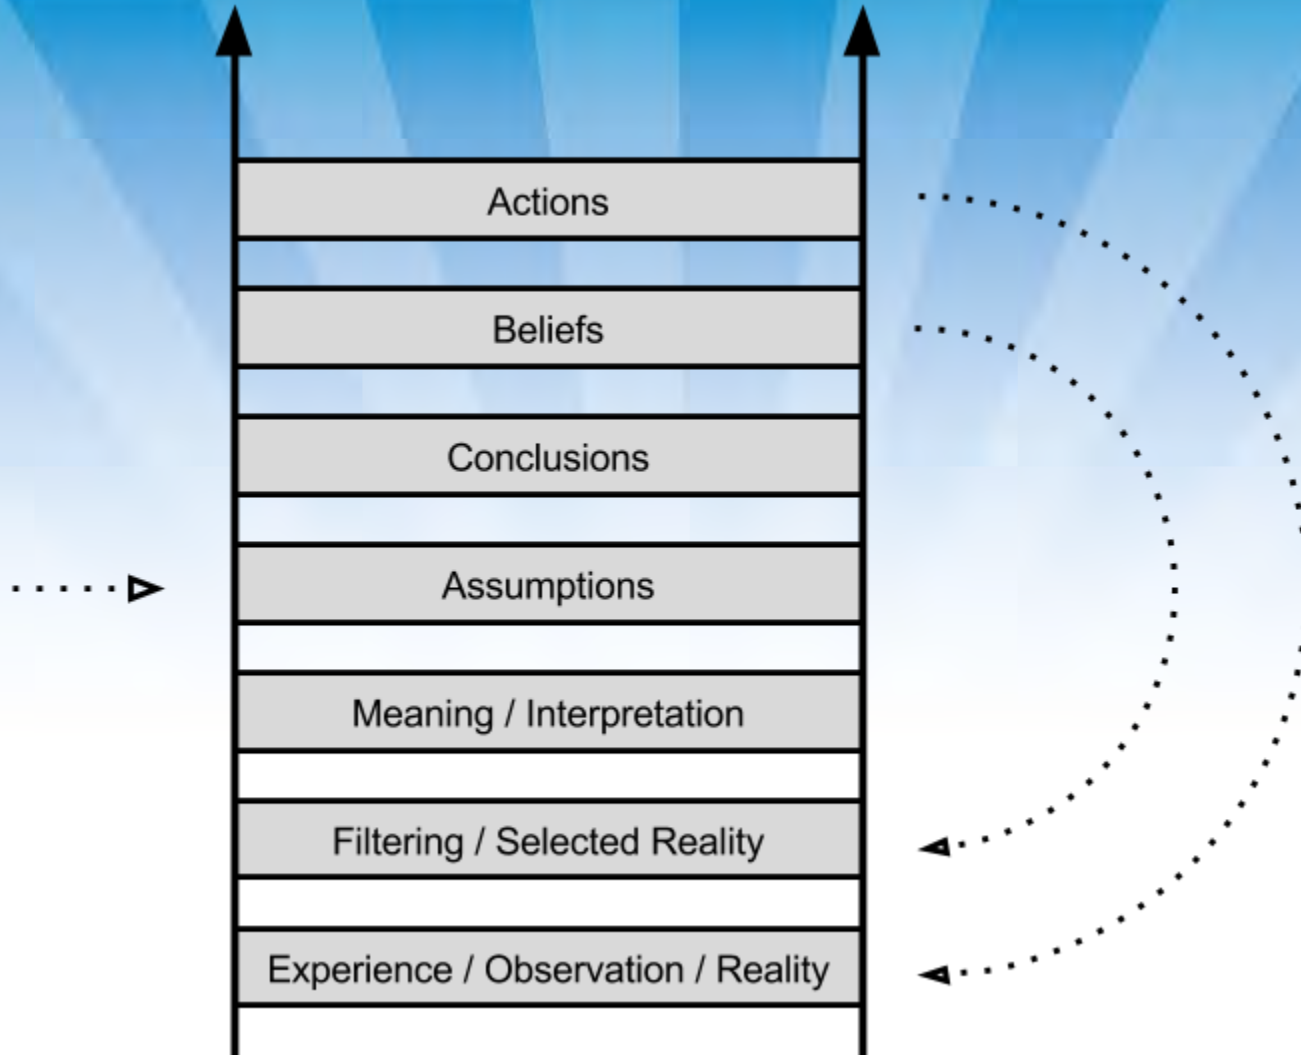 Actions
Beliefs
Conclusions
Assumptions
Meaning / Interpretation
Filtering / Selected Reality
Experience / Observation / Reality